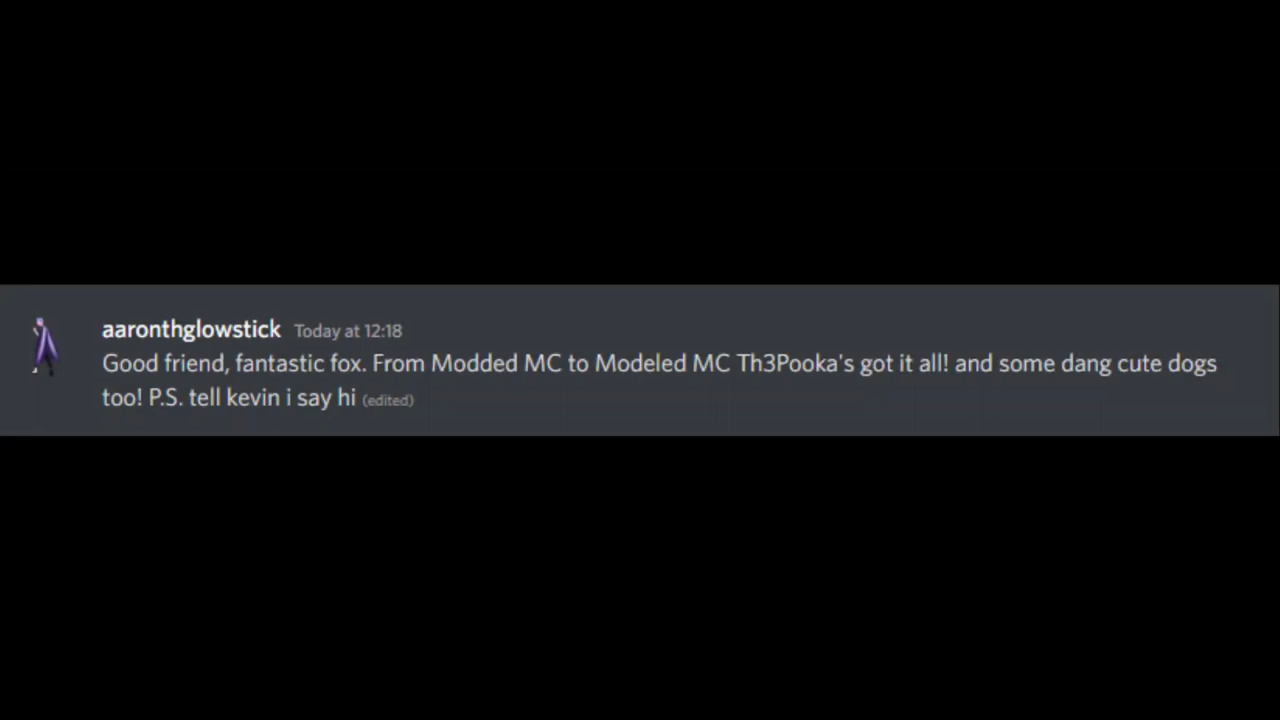 aaronthglowstick Today at 12:18
Good friend, fantastic fox. From Modded MC to Modeled MC Th3Pooka's got it all! and some dang cute dogs
too! P.S. tell kevin i say hi (edited)